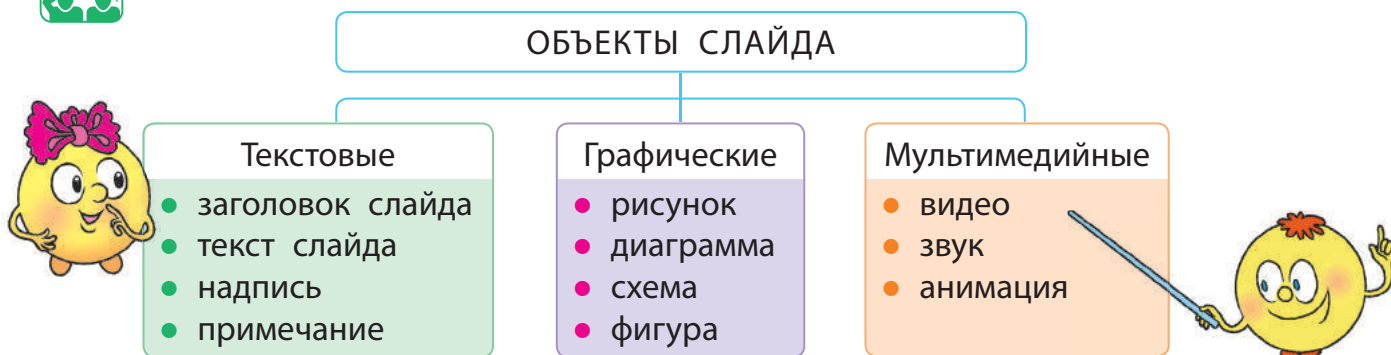 ОБЪЕКТЫ СЛАЙДА
Текстовые
заголовок слайда
текст слайда
надпись
примечание
Графические
рисунок
диаграмма
схема
фигура
Мультимедийные
видео
звук
анимация